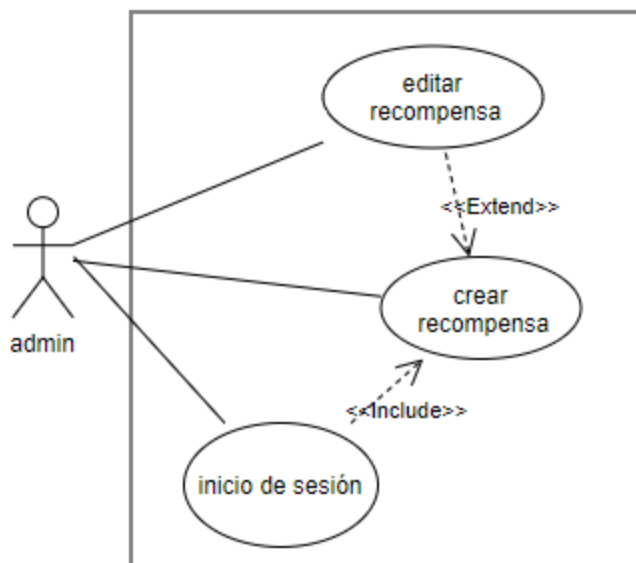 editar
recompensa
<<Extend>>
crear
recompensa
admin
<<Include>>
inicio de sesión